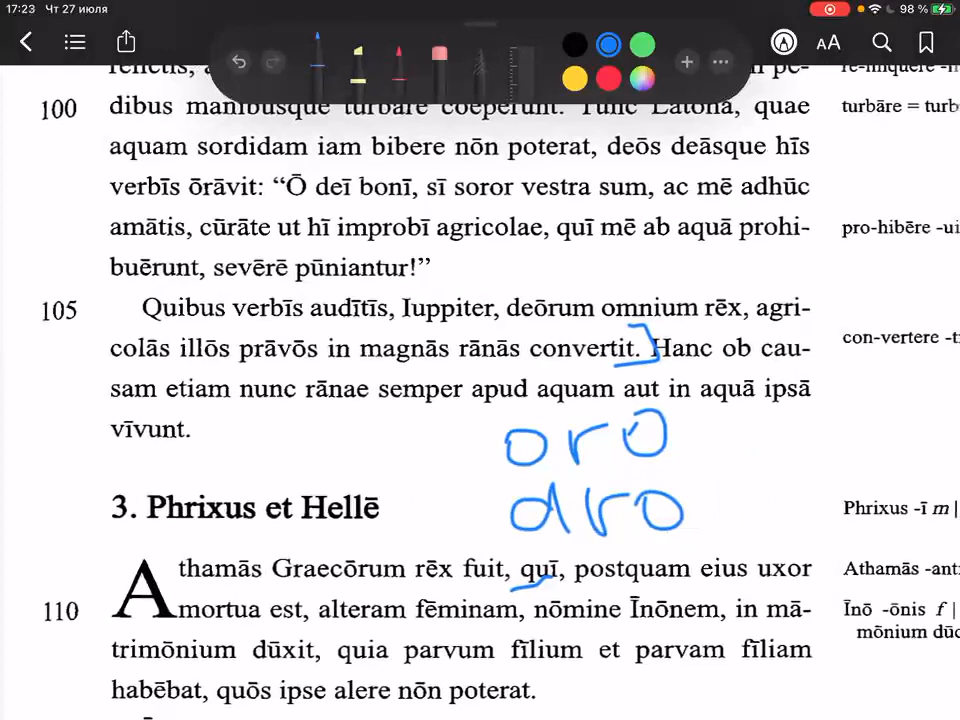 17:23 Чт 27 июля 98 %
AA
100 dibus manibusque turbāre coepērunt. Tunc Lātōna, quae turbāre = turb
aquam sordidam iam bibere nōn poterat, deōs deāsque hīs
verbīs ōrāvit: “Ō deī bonī, sī soror vestra sum, ac mē adhūc
amātis, cūrāte ut hī improbī agricolae, quī mē ab aquā prohi- pro-hibēre -ui
buērunt, sevērē pūniantur!”
105 Quibus verbīs audītīs, Iuppiter, deōrum omnium rēx, agri-
colās illōs prāvōs in magnās rānās convertit. Hanc ob cau- con-vertere -t
sam etiam nunc rānae semper apud aquam aut in aquā ipsā
vīvunt.
oro
dro
3. Phrixus et Hellē Phrixus -ī m |
Athamās Graecōrum rēx fuit, quī, postquam eius uxor Athamās -ant
110 mortua est, alteram fēminam, nōmine Īnōnem, in mā- Īnō -ōnis f |
trimōnium dūxit, quia parvum fīlium et parvam fīliam mōnium dūc
habēbat, quōs ipse alere nōn poterat.